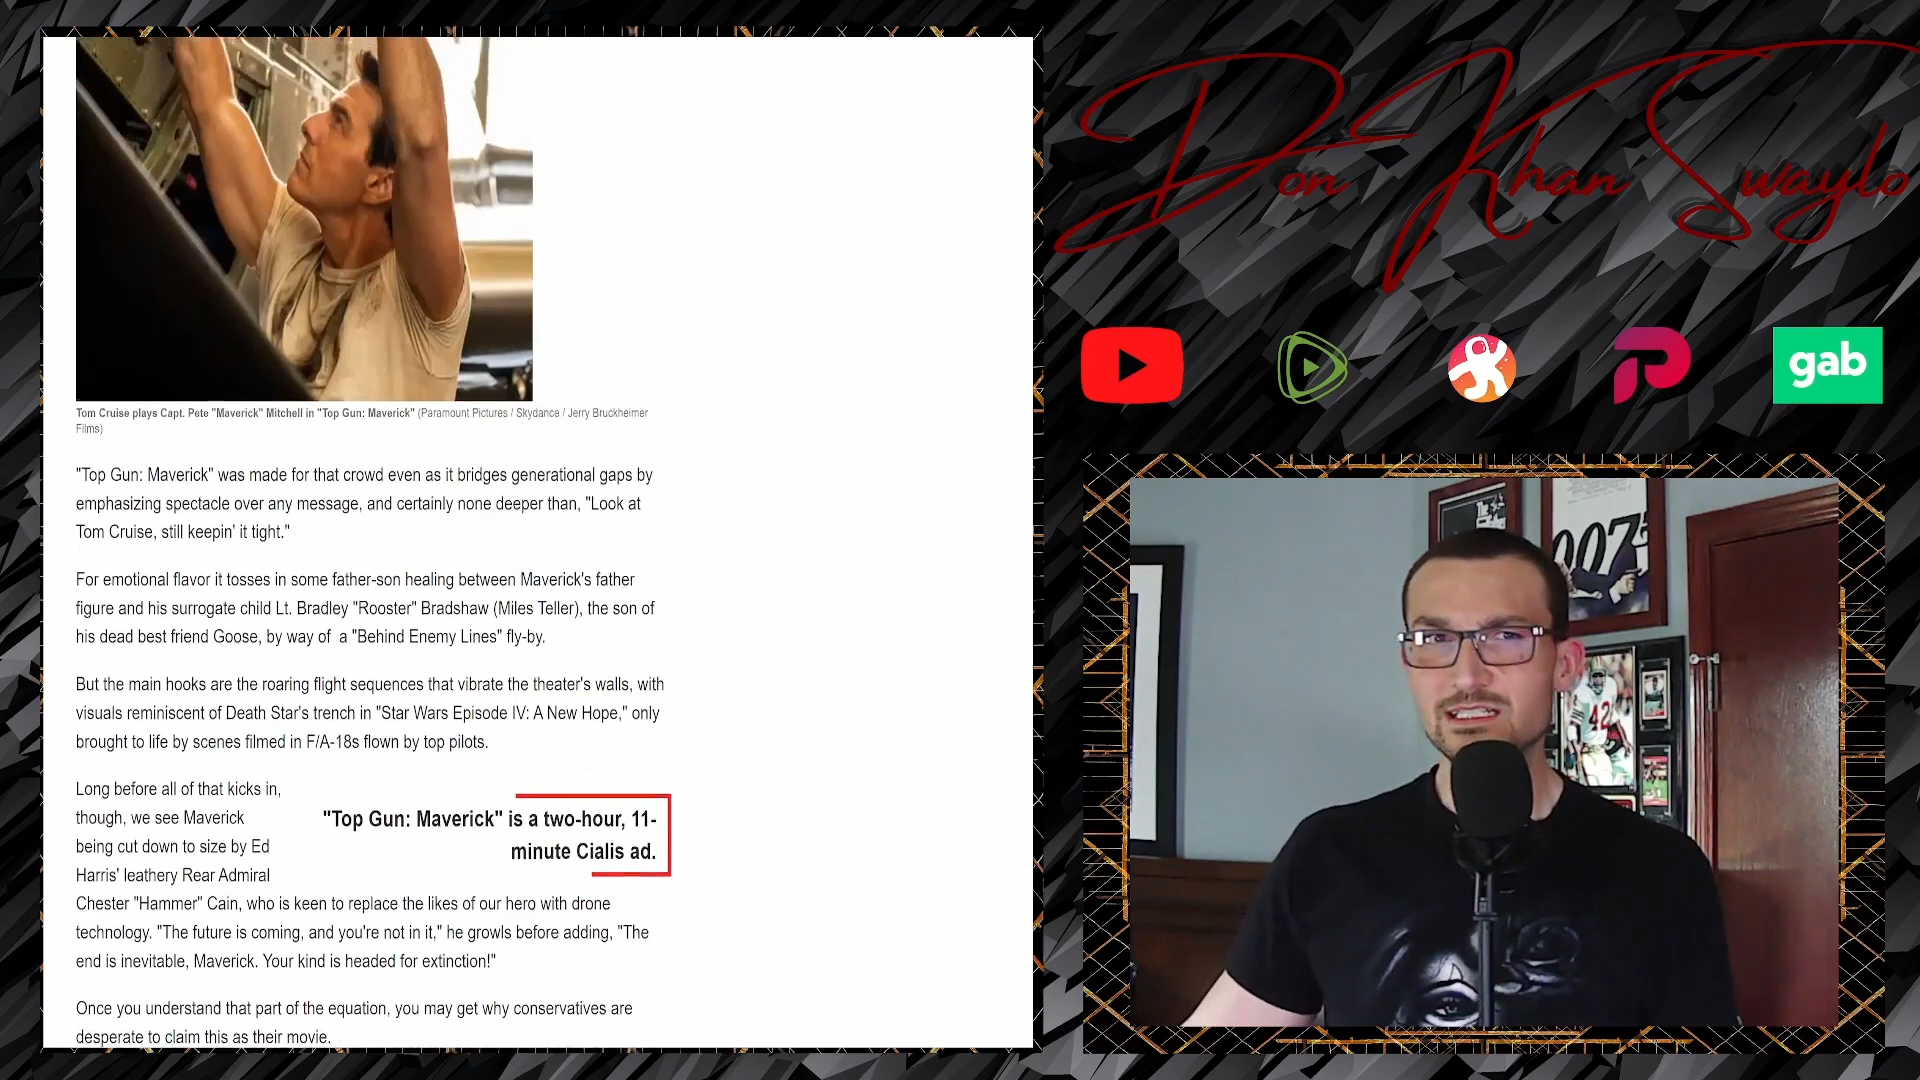 Tom Cruise plays Capt. Pete "Maverick" Mitchell in "Top Gun: Maverick" (Paramount Pictures / Skydance / Jerry Bruckheimer
Films)
"Top Gun: Maverick" was made for that crowd even as it bridges generational gaps by
emphasizing spectacle over any message, and certainly none deeper than, "Look at
Tom Cruise, still keepin' it tight."
For emotional flavor it tosses in some father-son healing between Maverick's father
figure and his surrogate child Lt. Bradley "Rooster" Bradshaw (Miles Teller), the son of
his dead best friend Goose, by way of a "Behind Enemy Lines" fly-by.
But the main hooks are the roaring flight sequences that vibrate the theater's walls, with
visuals reminiscent of Death Star's trench in "Star Wars Episode IV: A New Hope," only
brought to life by scenes filmed in F/A-18s flown by top pilots.
Long before all of that kicks in,
though, we see Maverick
being cut down to size by Ed
Harris' leathery Rear Admiral
"Top Gun: Maverick" is a two-hour, 11-
minute Cialis ad.
Chester "Hammer" Cain, who is keen to replace the likes of our hero with drone
technology. "The future is coming, and you're not in it," he growls before adding, "The
end is inevitable, Maverick. Your kind is headed for extinction!"
Once you understand that part of the equation, you may get why conservatives are
desperate to claim this as their movie.
Don Khan Swaylo
gab
007
42